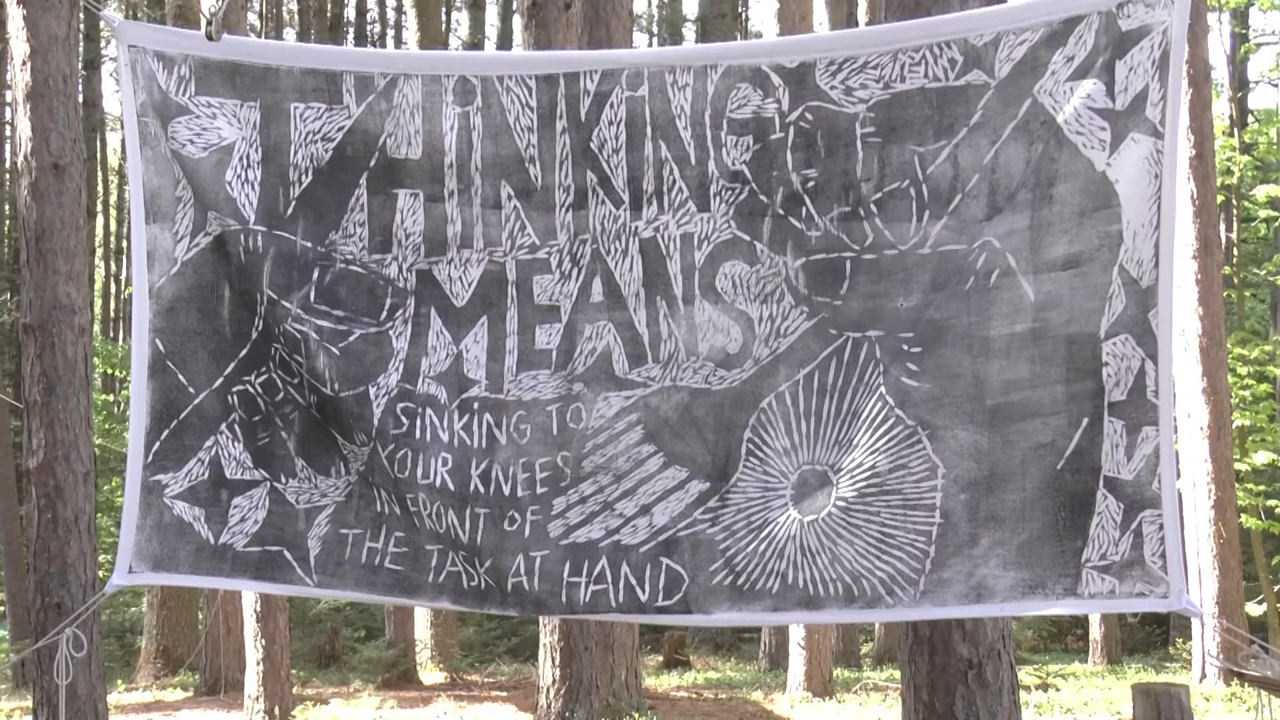 THiNKiNG
MEANS
SiNKiNG TO
YOUR KNEES
IN FRONT OF
THE TASK AT HAND